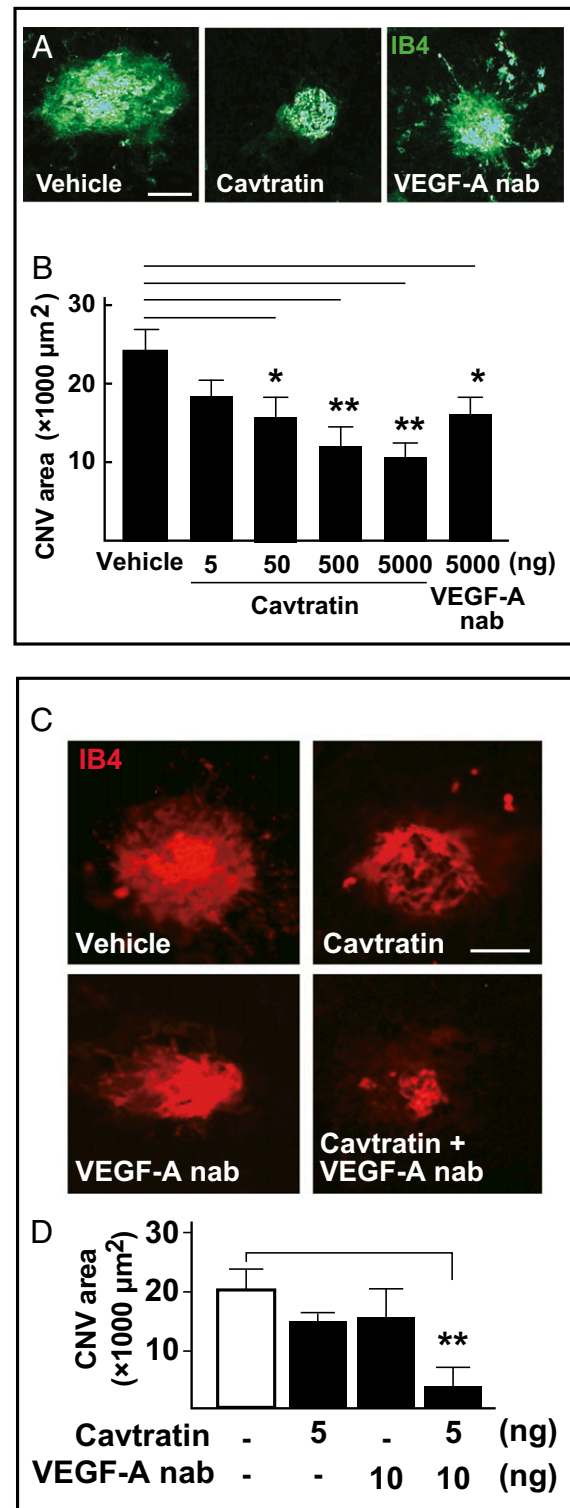 A
IB4
Vehicle
Cavtratin
VEGF-A nab
B
CNV area (×1000 μm²)
30
20
10
* ** ** *
Vehicle 5 50 500 5000 5000 (ng)
Cavtratin
VEGF-A
nab
C
IB4
Vehicle
Cavtratin
VEGF-A nab
Cavtratin +
VEGF-A nab
D
CNV area
(×1000 μm²)
30
20
10
**
Cavtratin - 5 - 5 (ng)
VEGF-A nab - - 10 10 (ng)